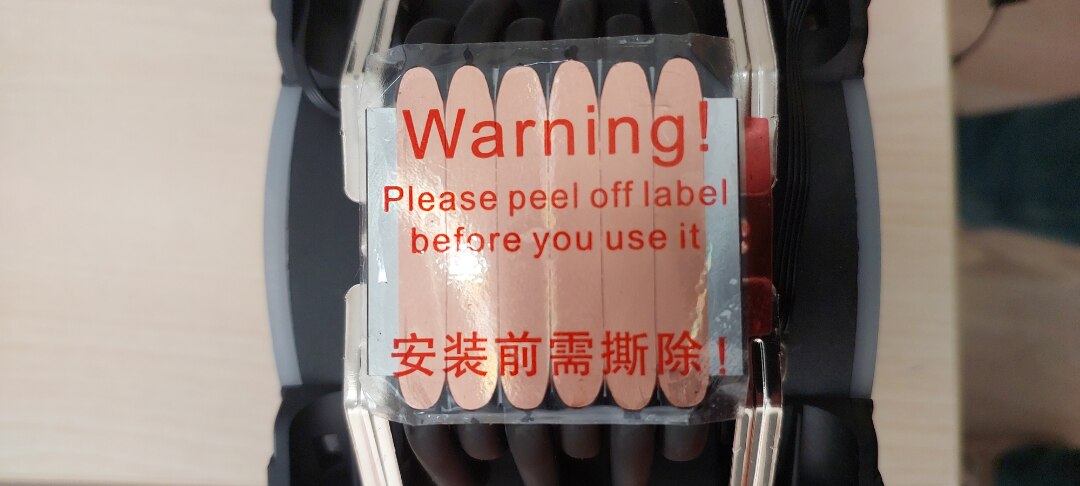 Warning!
Please peel off label
before you use it
安装前需撕除!